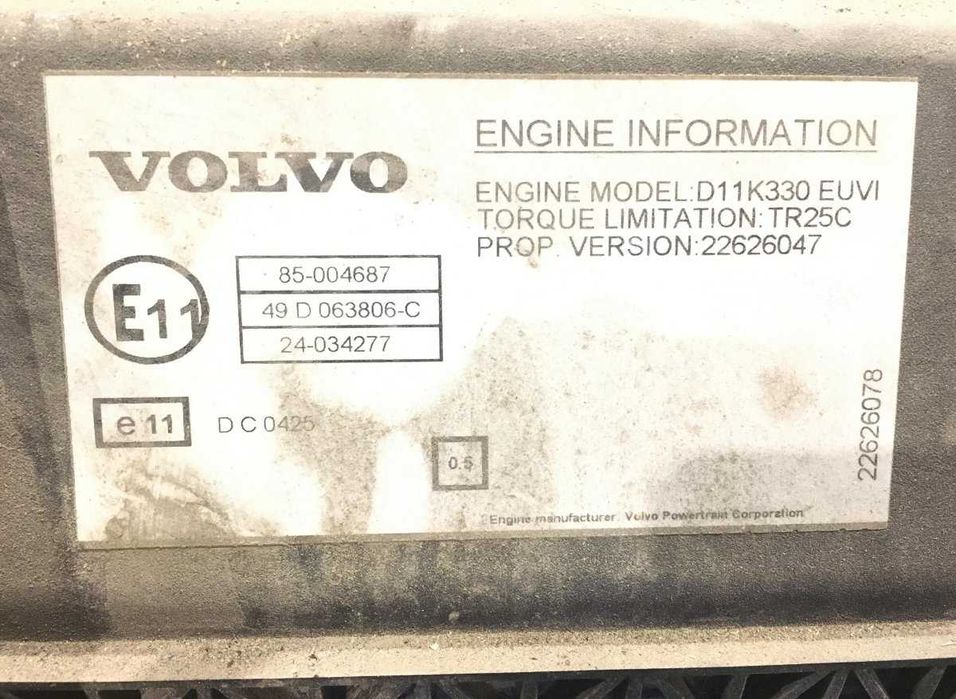 VOLVO
ENGINE INFORMATION
ENGINE MODEL:D11K330 EUVI
TORQUE LIMITATION:TR25C
PROP. VERSION:22626047
E11
85-004687
49 D 063806-C
24-034277
e 11
D C 0425
0.5
22626078
Engine manufacturer: Volvo Powertrain Corporation